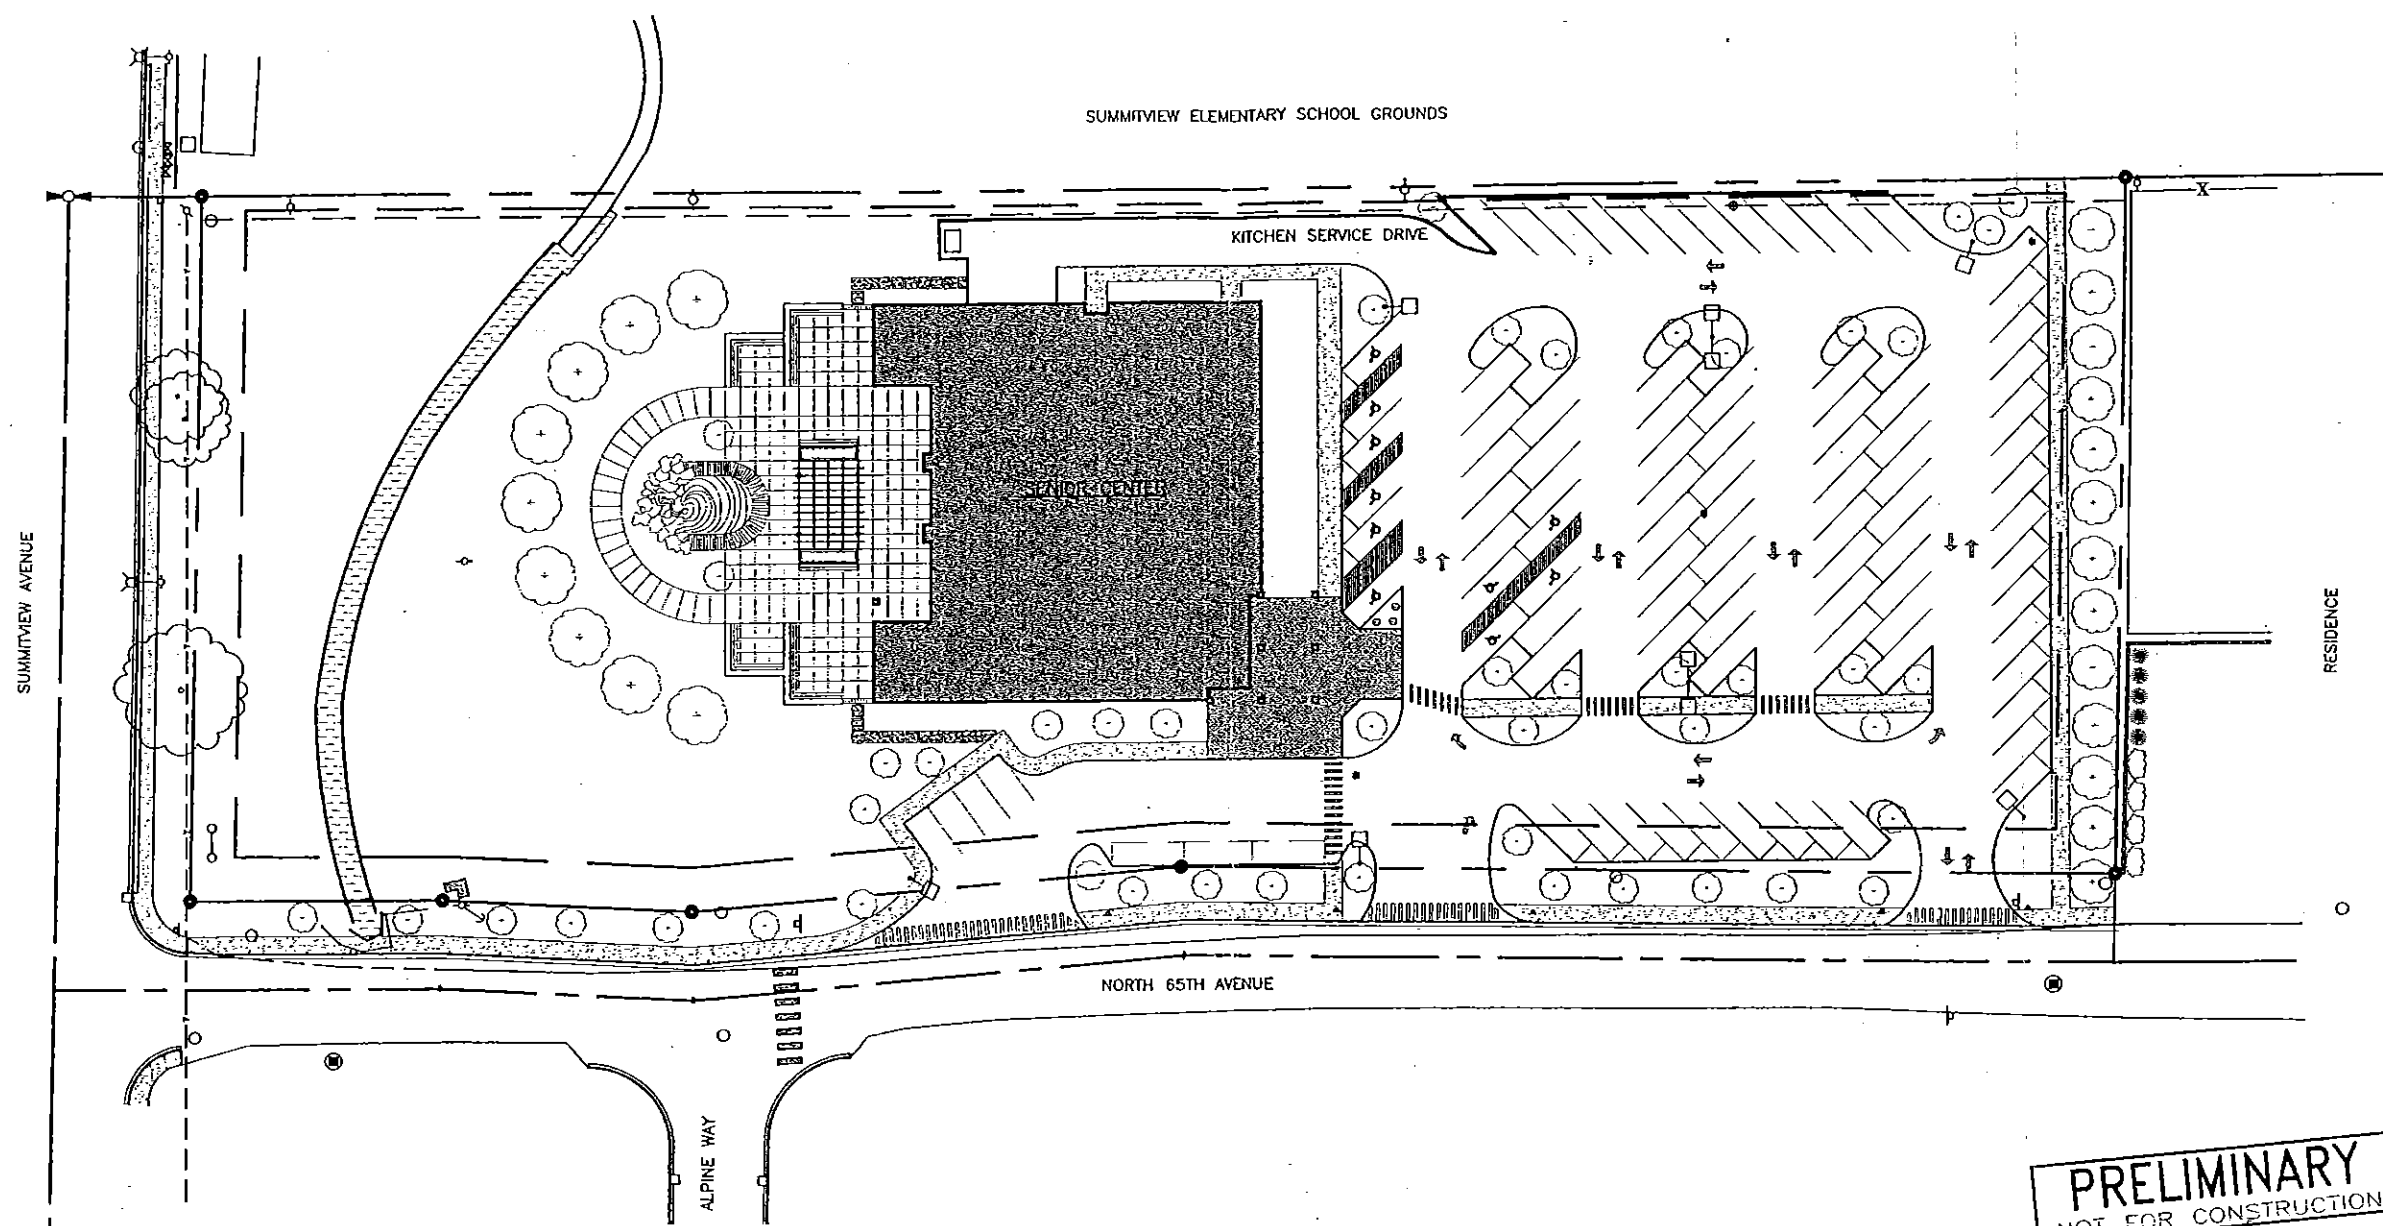 SUMMITVIEW ELEMENTARY SCHOOL GROUNDS
X
KITCHEN SERVICE DRIVE
SENIOR CENTER
SUMMITVIEW AVENUE
RESIDENCE
NORTH 65TH AVENUE
ALPINE WAY
PRELIMINARY
NOT FOR CONSTRUCTION